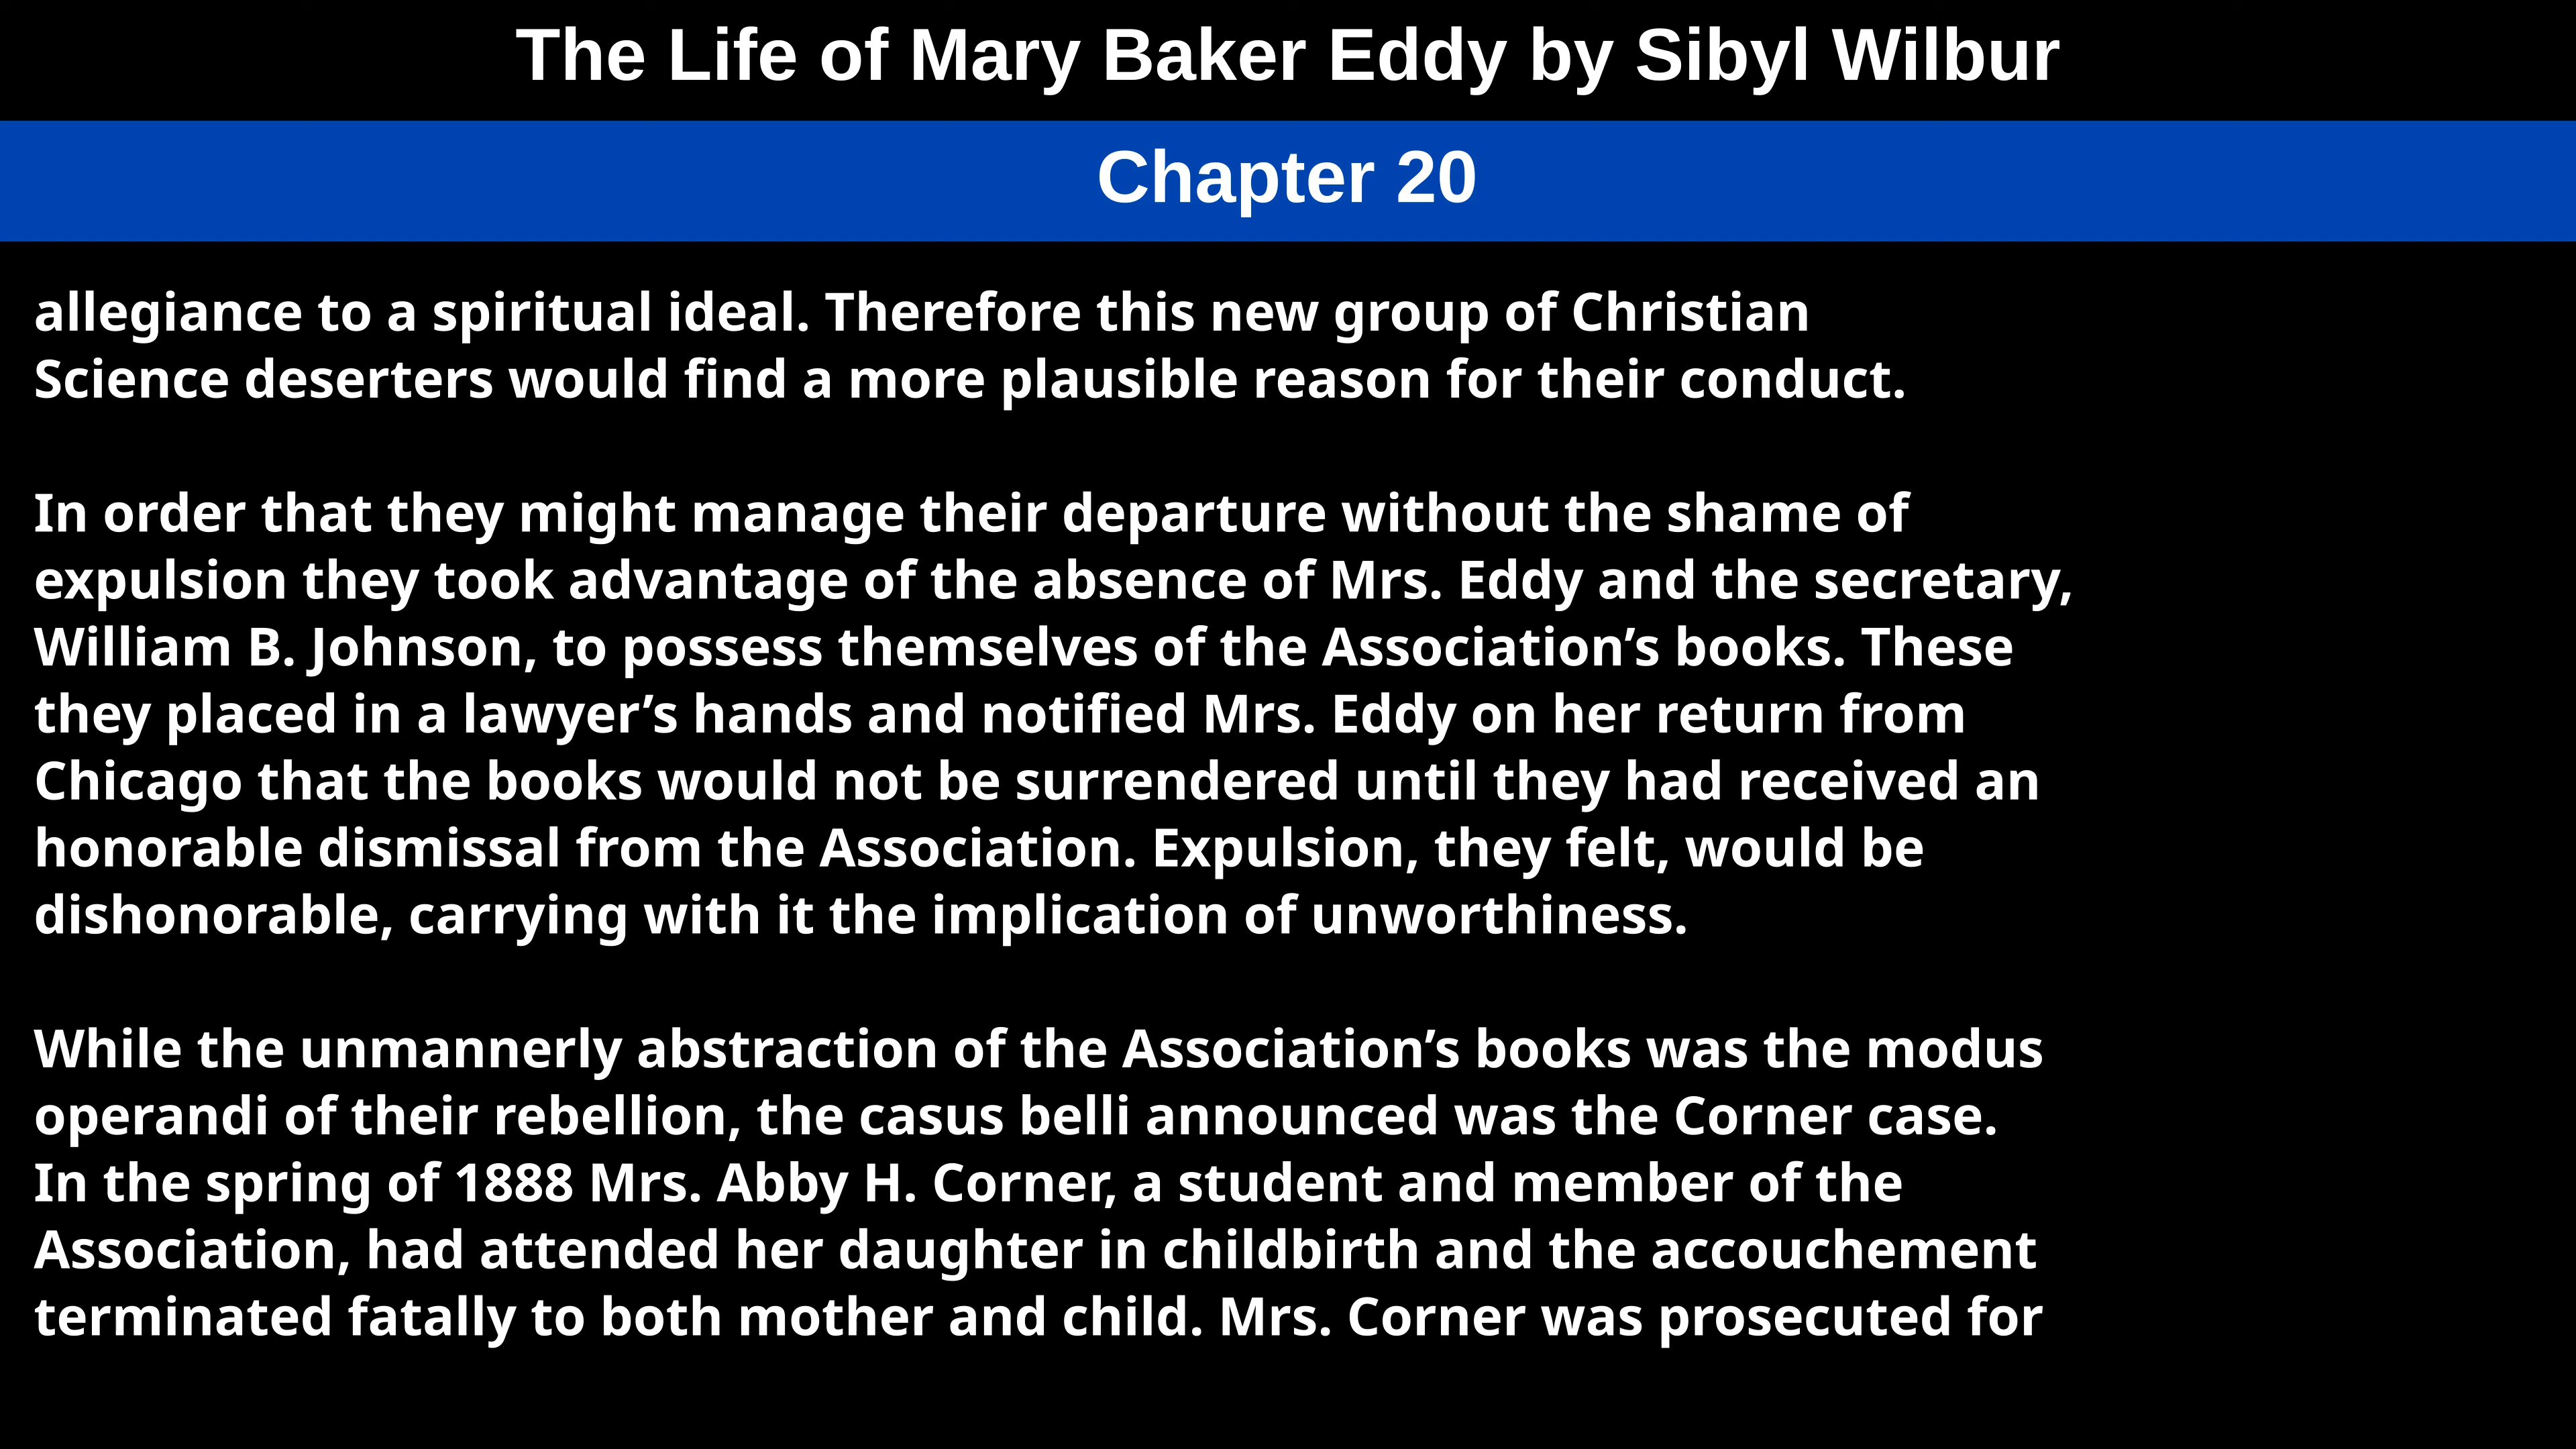 The Life of Mary Baker Eddy by Sibyl Wilbur
Chapter 20
allegiance to a spiritual ideal. Therefore this new group of Christian
Science deserters would find a more plausible reason for their conduct.
In order that they might manage their departure without the shame of
expulsion they took advantage of the absence of Mrs. Eddy and the secretary,
William B. Johnson, to possess themselves of the Association’s books. These
they placed in a lawyer’s hands and notified Mrs. Eddy on her return from
Chicago that the books would not be surrendered until they had received an
honorable dismissal from the Association. Expulsion, they felt, would be
dishonorable, carrying with it the implication of unworthiness.
While the unmannerly abstraction of the Association’s books was the modus
operandi of their rebellion, the casus belli announced was the Corner case.
In the spring of 1888 Mrs. Abby H. Corner, a student and member of the
Association, had attended her daughter in childbirth and the accouchement
terminated fatally to both mother and child. Mrs. Corner was prosecuted for